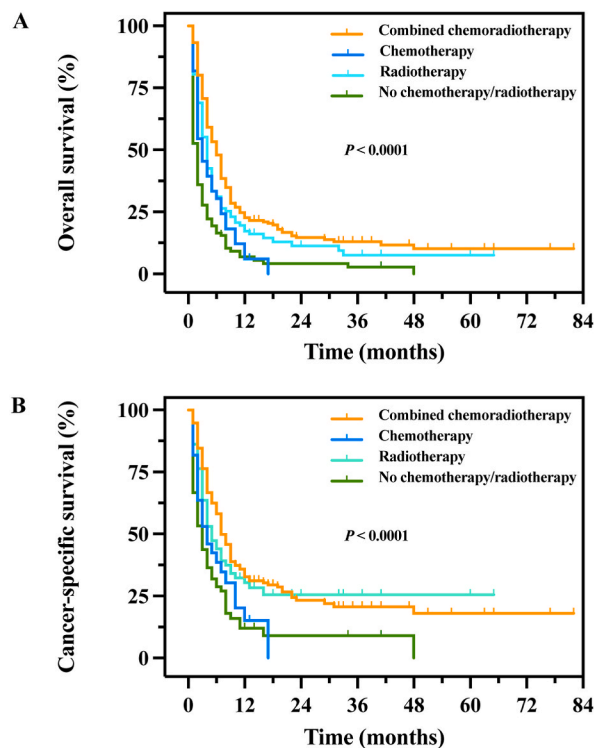 A
Overall survival (%)
100
75
50
25
0
Combined chemoradiotherapy
Chemotherapy
Radiotherapy
No chemotherapy/radiotherapy
P < 0.0001
0 12 24 36 48 60 72 84
Time (months)
B
Cancer-specific survival (%)
100
75
50
25
0
Combined chemoradiotherapy
Chemotherapy
Radiotherapy
No chemotherapy/radiotherapy
P < 0.0001
0 12 24 36 48 60 72 84
Time (months)